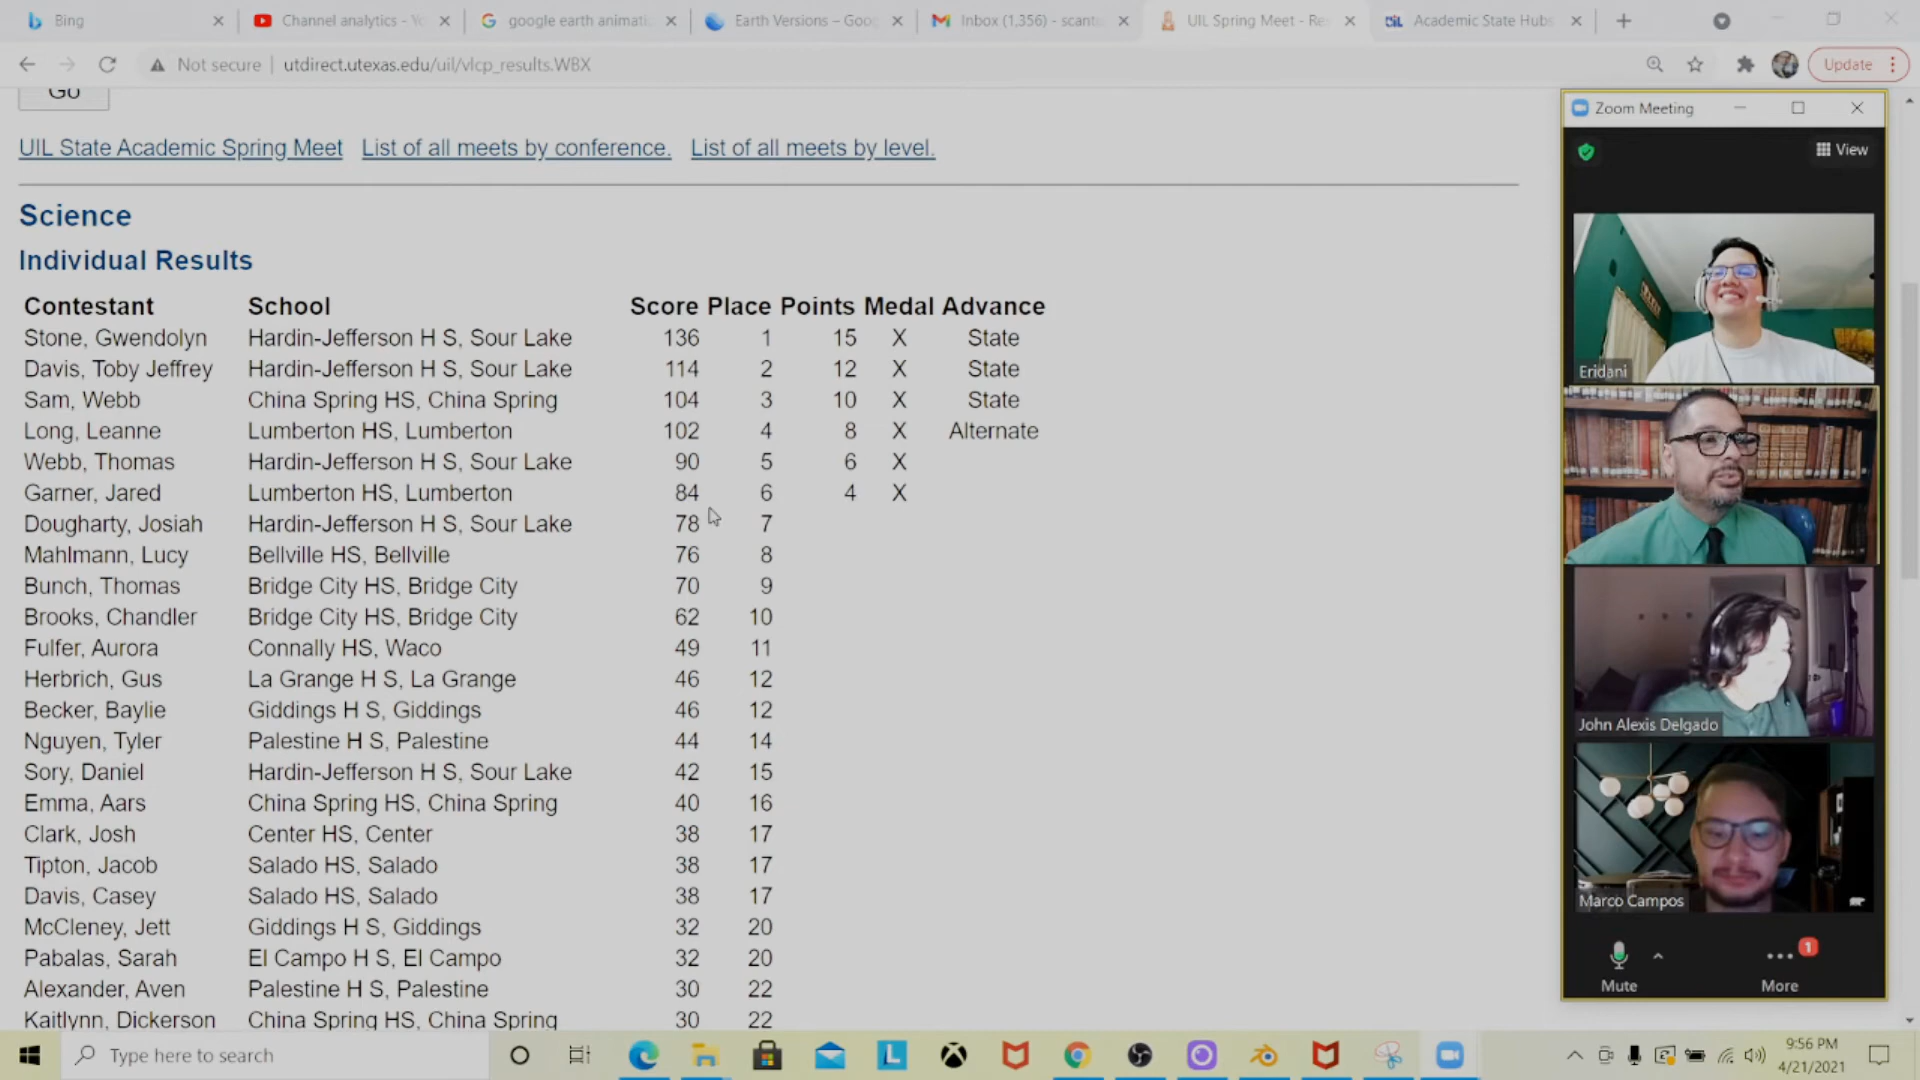 Bing
Channel analytics - Yo
google earth animati
Earth Versions – Goo
Inbox (1,356) - scant
UIL Spring Meet - Re
Academic State Hubs
Not secure | utdirect.utexas.edu/uil/vlcp_results.WBX
Update
Go
UIL State Academic Spring Meet List of all meets by conference. List of all meets by level.
Science
Individual Results
Contestant School Score Place Points Medal Advance
Stone, Gwendolyn Hardin-Jefferson H S, Sour Lake 136 1 15 X State
Davis, Toby Jeffrey Hardin-Jefferson H S, Sour Lake 114 2 12 X State
Sam, Webb China Spring HS, China Spring 104 3 10 X State
Long, Leanne Lumberton HS, Lumberton 102 4 8 X Alternate
Webb, Thomas Hardin-Jefferson H S, Sour Lake 90 5 6 X
Garner, Jared Lumberton HS, Lumberton 84 6 4 X
Dougharty, Josiah Hardin-Jefferson H S, Sour Lake 78 7
Mahlmann, Lucy Bellville HS, Bellville 76 8
Bunch, Thomas Bridge City HS, Bridge City 70 9
Brooks, Chandler Bridge City HS, Bridge City 62 10
Fulfer, Aurora Connally HS, Waco 49 11
Herbrich, Gus La Grange H S, La Grange 46 12
Becker, Baylie Giddings H S, Giddings 46 12
Nguyen, Tyler Palestine H S, Palestine 44 14
Sory, Daniel Hardin-Jefferson H S, Sour Lake 42 15
Emma, Aars China Spring HS, China Spring 40 16
Clark, Josh Center HS, Center 38 17
Tipton, Jacob Salado HS, Salado 38 17
Davis, Casey Salado HS, Salado 38 17
McCleney, Jett Giddings H S, Giddings 32 20
Pabalas, Sarah El Campo H S, El Campo 32 20
Alexander, Aven Palestine H S, Palestine 30 22
Kaitlynn, Dickerson China Spring HS, China Spring 30 22
Zoom Meeting
View
Eridani
John Alexis Delgado
Marco Campos
1
Mute
More
Type here to search
L
9:56 PM
4/21/2021